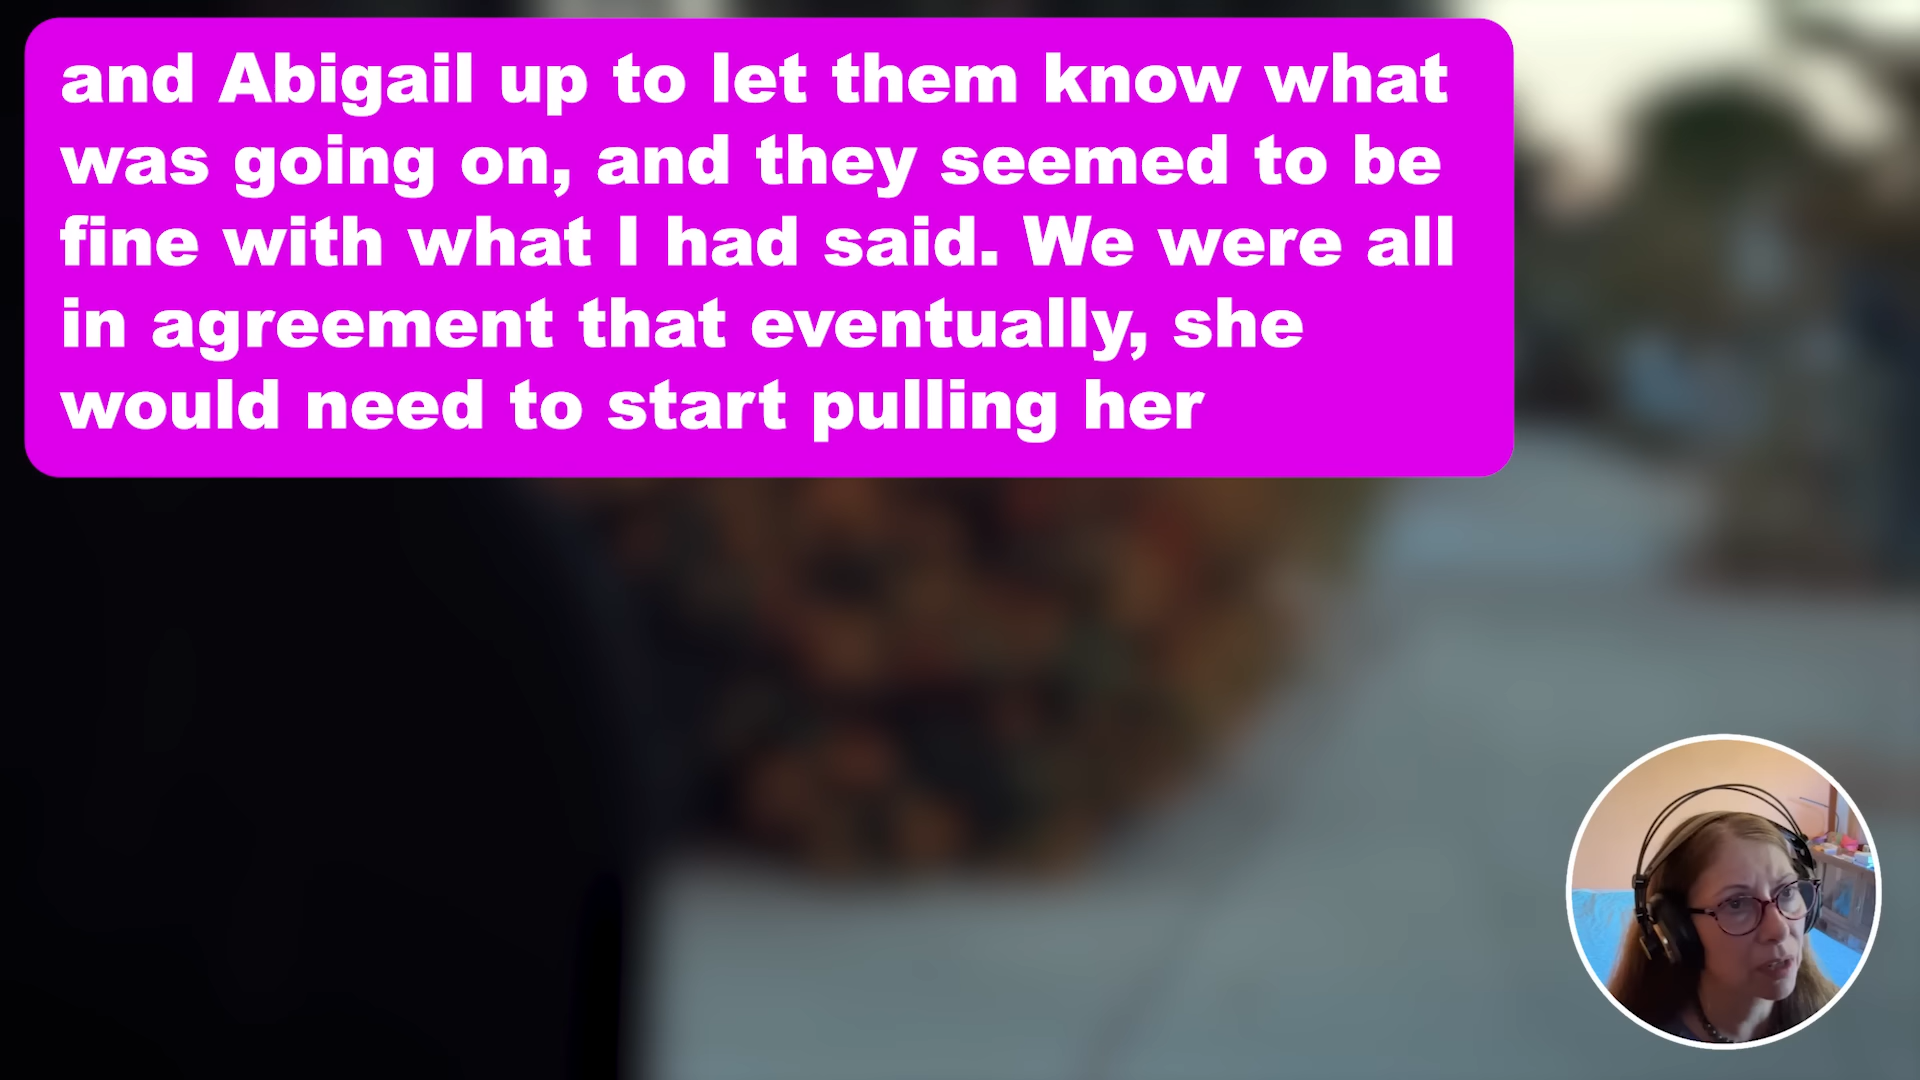 and Abigail up to let them know what
was going on, and they seemed to be
fine with what I had said. We were all
in agreement that eventually, she
would need to start pulling her